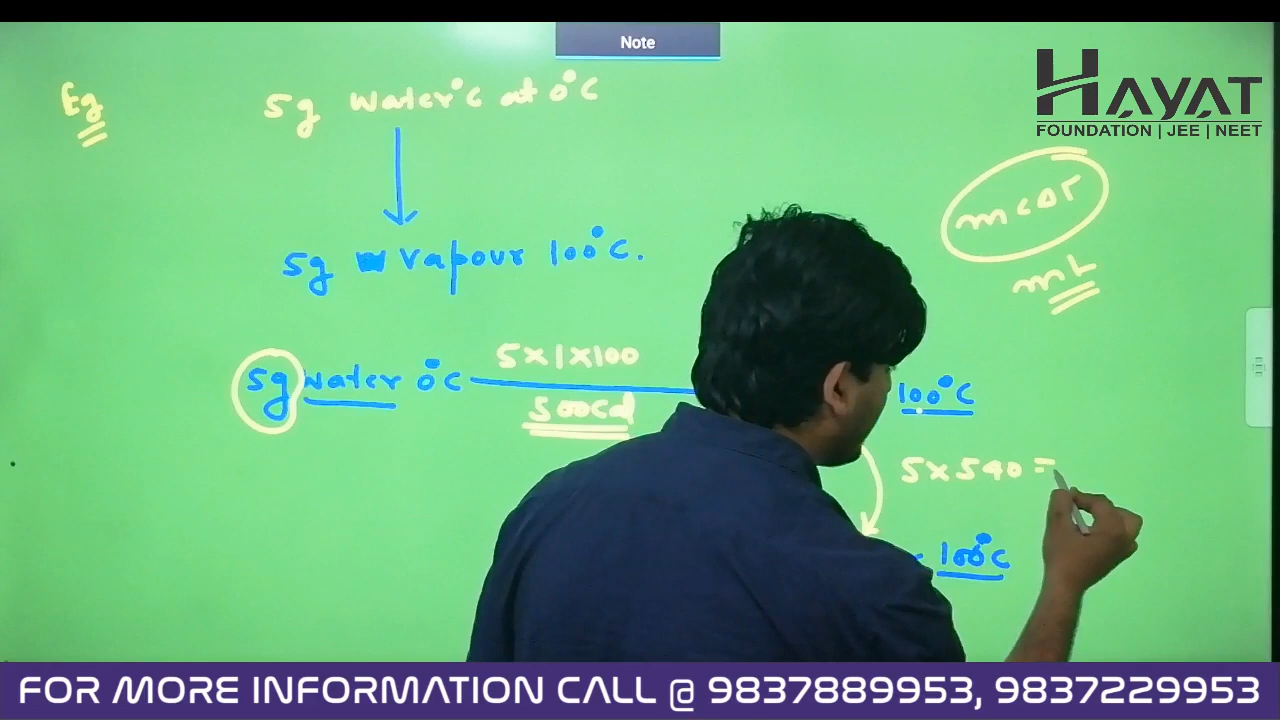 Note
HAYAT
FOUNDATION | JEE | NEET
Eg
5g Water°C at 0°C
5g Vapour 100°C.
mcΔT
mL
5g water 0°C
5×1×100
500Cal
100°C
5×540 =
100°C
FOR MORE INFORMATION CALL @ 9837889953, 9837229953